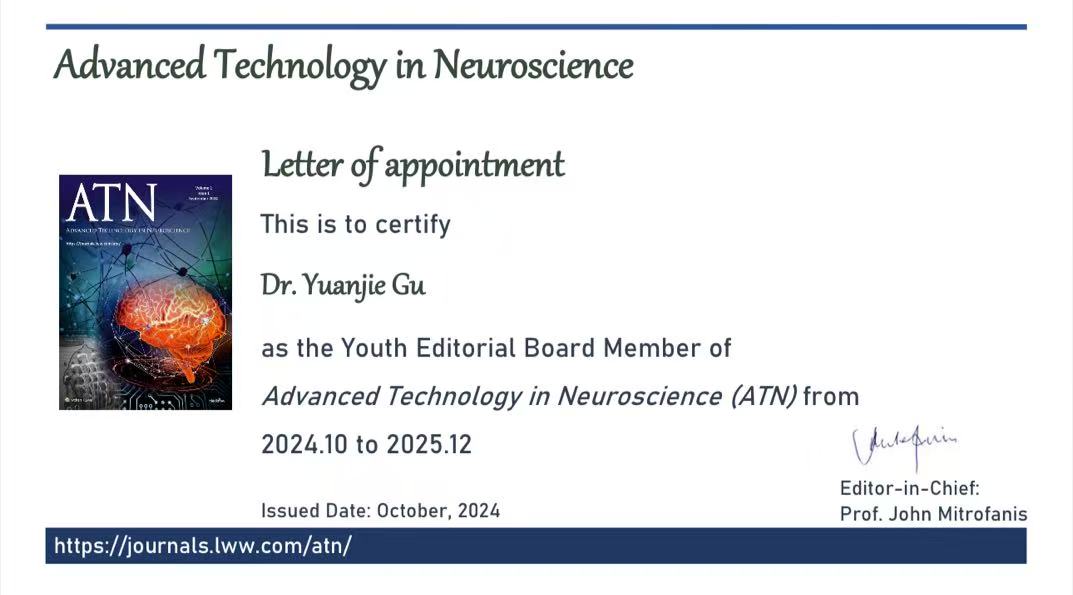 Advanced Technology in Neuroscience
Letter of appointment
ATN
ADVANCED TECHNOLOGY IN NEUROSCIENCE
This is to certify
Dr. Yuanjie Gu
as the Youth Editorial Board Member of
Advanced Technology in Neuroscience (ATN) from
2024.10 to 2025.12
Issued Date: October, 2024
Editor-in-Chief:
Prof. John Mitrofanis
https://journals.lww.com/atn/